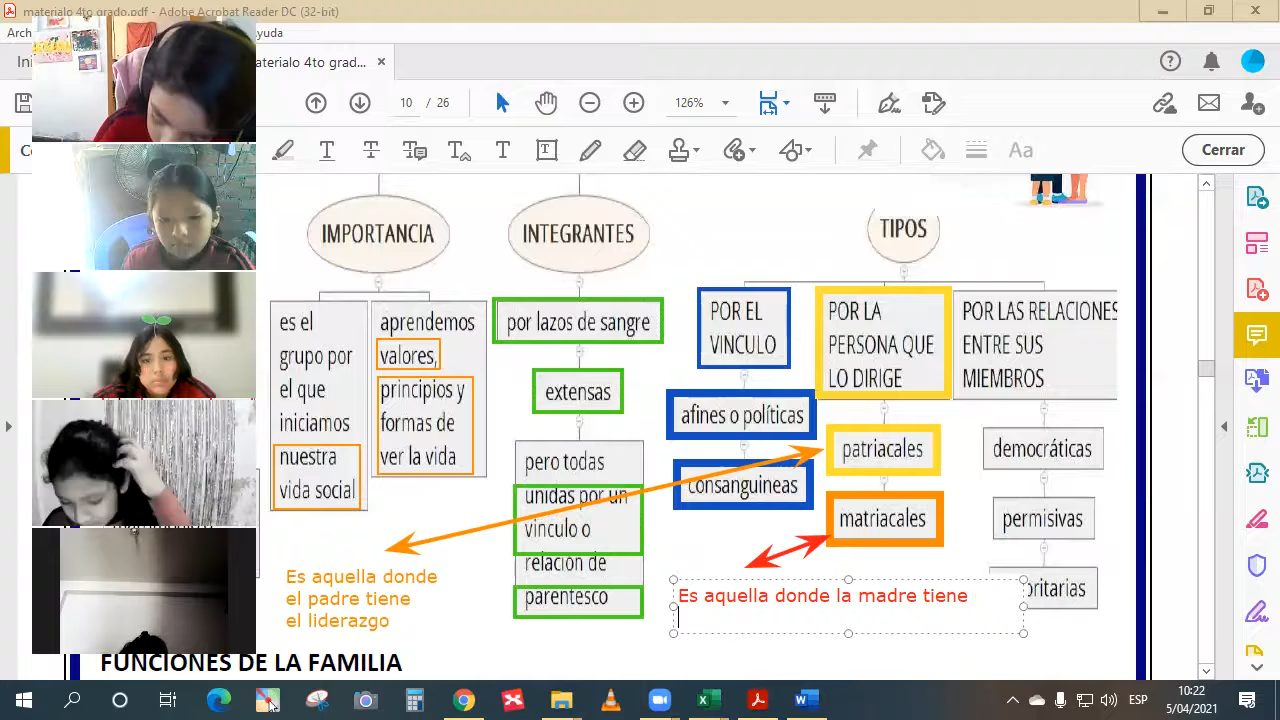 materialo 4to grado.pdf - Adobe Acrobat Reader DC (32-bit)
Arch
yuda
Ini
aterialo 4to grad... ×
10 / 26
126%
Aa
Cerrar
IMPORTANCIA
INTEGRANTES
TIPOS
es el
grupo por
el que
iniciamos
nuestra
vida social
aprendemos
valores,
principios y
formas de
ver la vida
por lazos de sangre
extensas
pero todas
unidas por un
vinculo o
relación de
parentesco
POR EL
VINCULO
afines o políticas
consanguineas
POR LA
PERSONA QUE
LO DIRIGE
patriacales
matriacales
POR LAS RELACIONES
ENTRE SUS
MIEMBROS
democráticas
permisivas
oritarias
Es aquella donde
el padre tiene
el liderazgo
Es aquella donde la madre tiene
FUNCIONES DE LA FAMILIA
ESP
10:22
5/04/2021